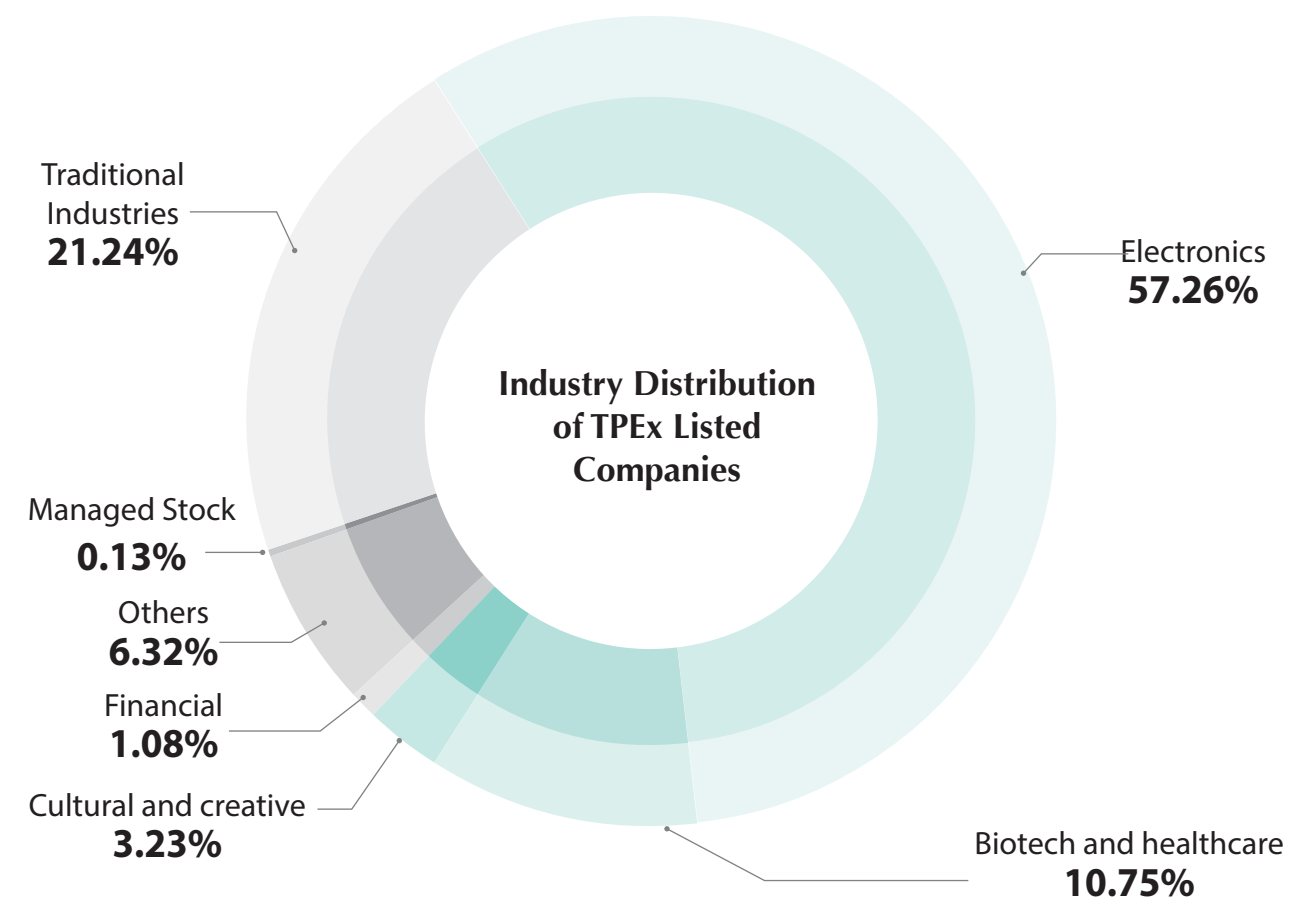 Traditional
Industries
21.24%
Electronics
57.26%
Industry Distribution
of TPEx Listed
Companies
Managed Stock
0.13%
Others
6.32%
Financial
1.08%
Cultural and creative
3.23%
Biotech and healthcare
10.75%